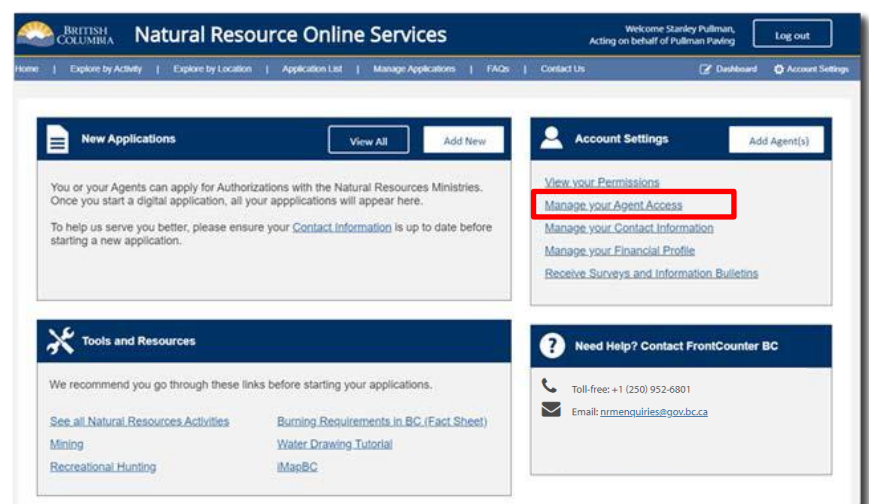 BRITISH COLUMBIA
Natural Resource Online Services
Welcome Stanley Pullman,
Acting on behalf of Pullman Paving
Log out
Home | Explore by Activity | Explore by Location | Application List | Manage Applications | FAQs | Contact Us
Dashboard
Account Settings
New Applications
View All
Add New
You or your Agents can apply for Authorizations with the Natural Resources Ministries.
Once you start a digital application, all your appplications will appear here.
To help us serve you better, please ensure your Contact Information is up to date before
starting a new application.
Account Settings
Add Agent(s)
View your Permissions
Manage your Agent Access
Manage your Contact Information
Manage your Financial Profile
Receive Surveys and Information Bulletins
Tools and Resources
We recommend you go through these links before starting your applications.
See all Natural Resources Activities
Mining
Recreational Hunting
Burning Requirements in BC (Fact Sheet)
Water Drawing Tutorial
iMapBC
? Need Help? Contact FrontCounter BC
Toll-free: +1 (250) 952-6801
Email: nrmenquiries@gov.bc.ca